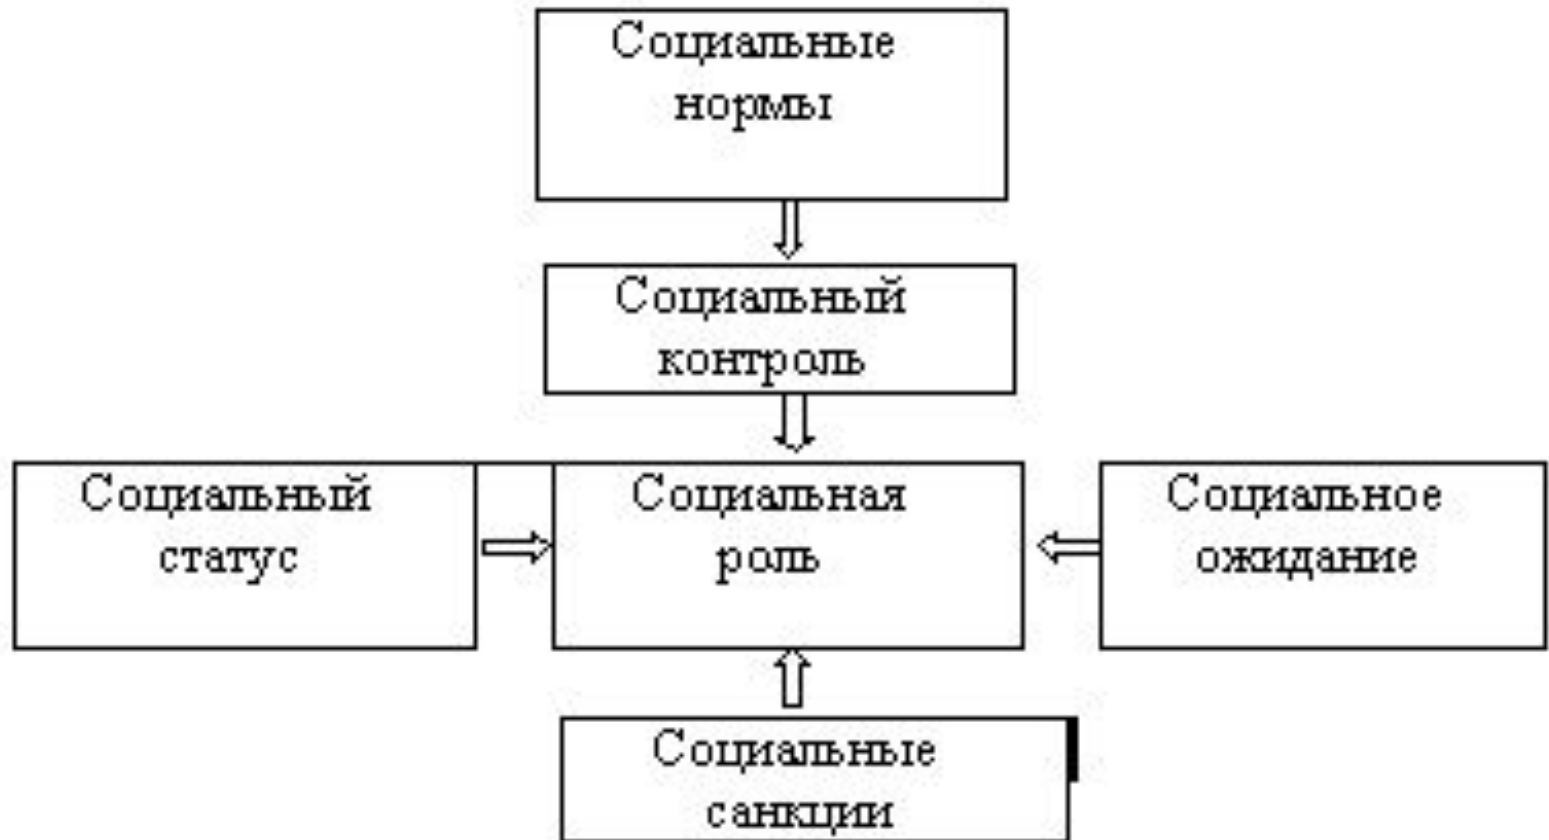 Социальные
нормы
Социальный
контроль
Социальный
статус
Социальная
роль
Социальное
ожидание
Социальные
санкции